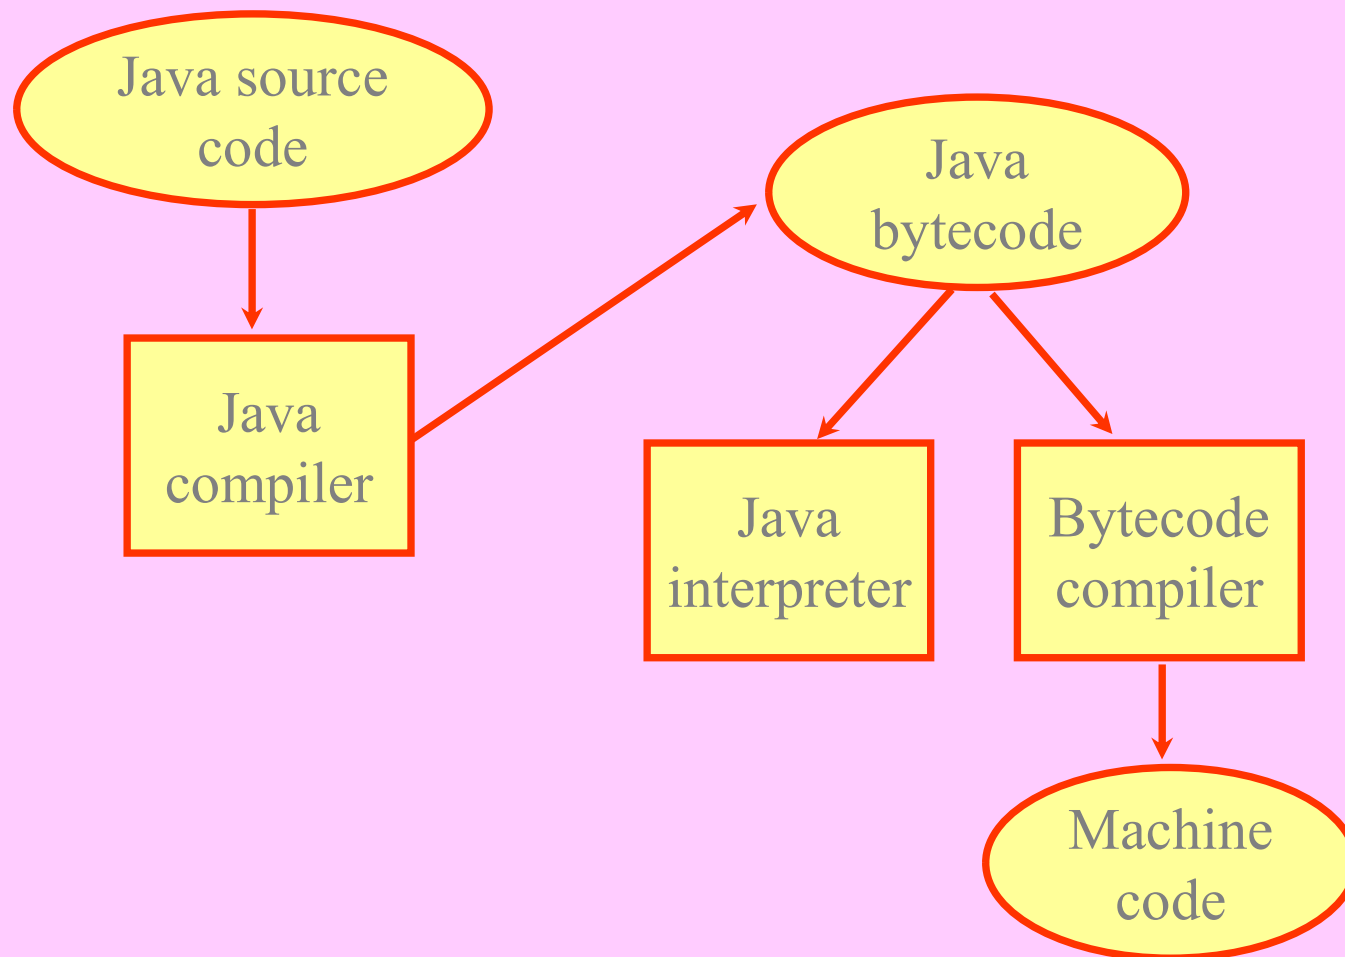 Java source
code
Java
bytecode
Java
compiler
Java
interpreter
Bytecode
compiler
Machine
code